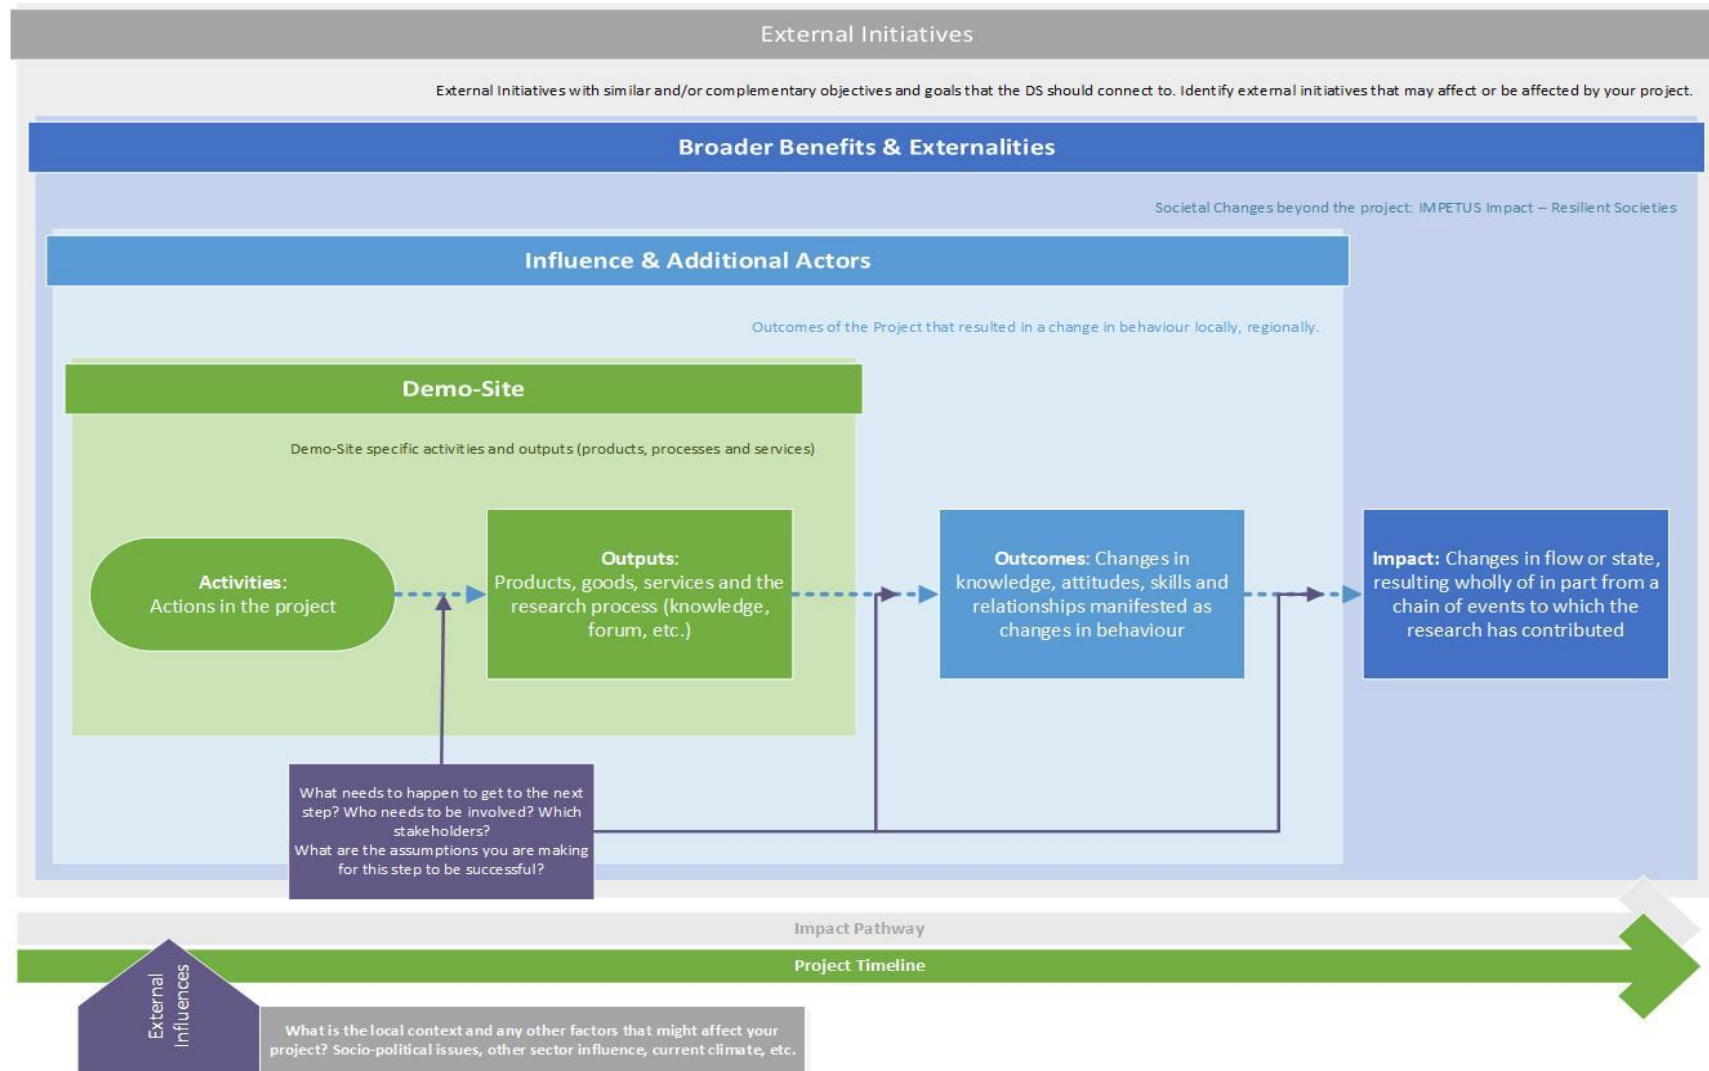 External Initiatives
External Initiatives with similar and/or complementary objectives and goals that the DS should connect to. Identify external initiatives that may affect or be affected by your project.
Broader Benefits & Externalities
Societal Changes beyond the project: IMPETUS Impact – Resilient Societies
Influence & Additional Actors
Outcomes of the Project that resulted in a change in behaviour locally, regionally.
Demo-Site
Demo-Site specific activities and outputs (products, processes and services)
Activities:
Actions in the project
Outputs:
Products, goods, services and the
research process (knowledge,
forum, etc.)
Outcomes: Changes in
knowledge, attitudes, skills and
relationships manifested as
changes in behaviour
Impact: Changes in flow or state,
resulting wholly of in part from a
chain of events to which the
research has contributed
What needs to happen to get to the next
step? Who needs to be involved? Which
stakeholders?
What are the assumptions you are making
for this step to be successful?
Impact Pathway
Project Timeline
External
Influences
What is the local context and any other factors that might affect your
project? Socio-political issues, other sector influence, current climate, etc.